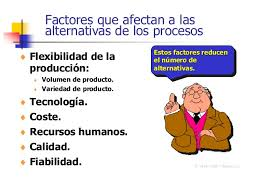 Factores que afectan a las
alternativas de los procesos
Flexibilidad de la
producción:
Volumen de producto.
Variedad de producto.
Tecnología.
Coste.
Recursos humanos.
Calidad.
Fiabilidad.
Estos factores reducen
el número de
alternativas.